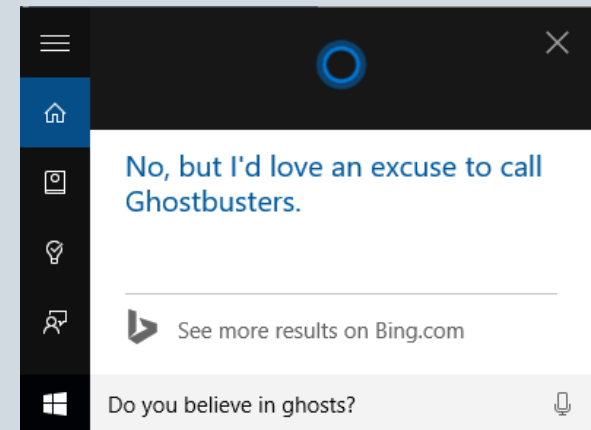 No, but I'd love an excuse to call
Ghostbusters.
See more results on Bing.com
Do you believe in ghosts?